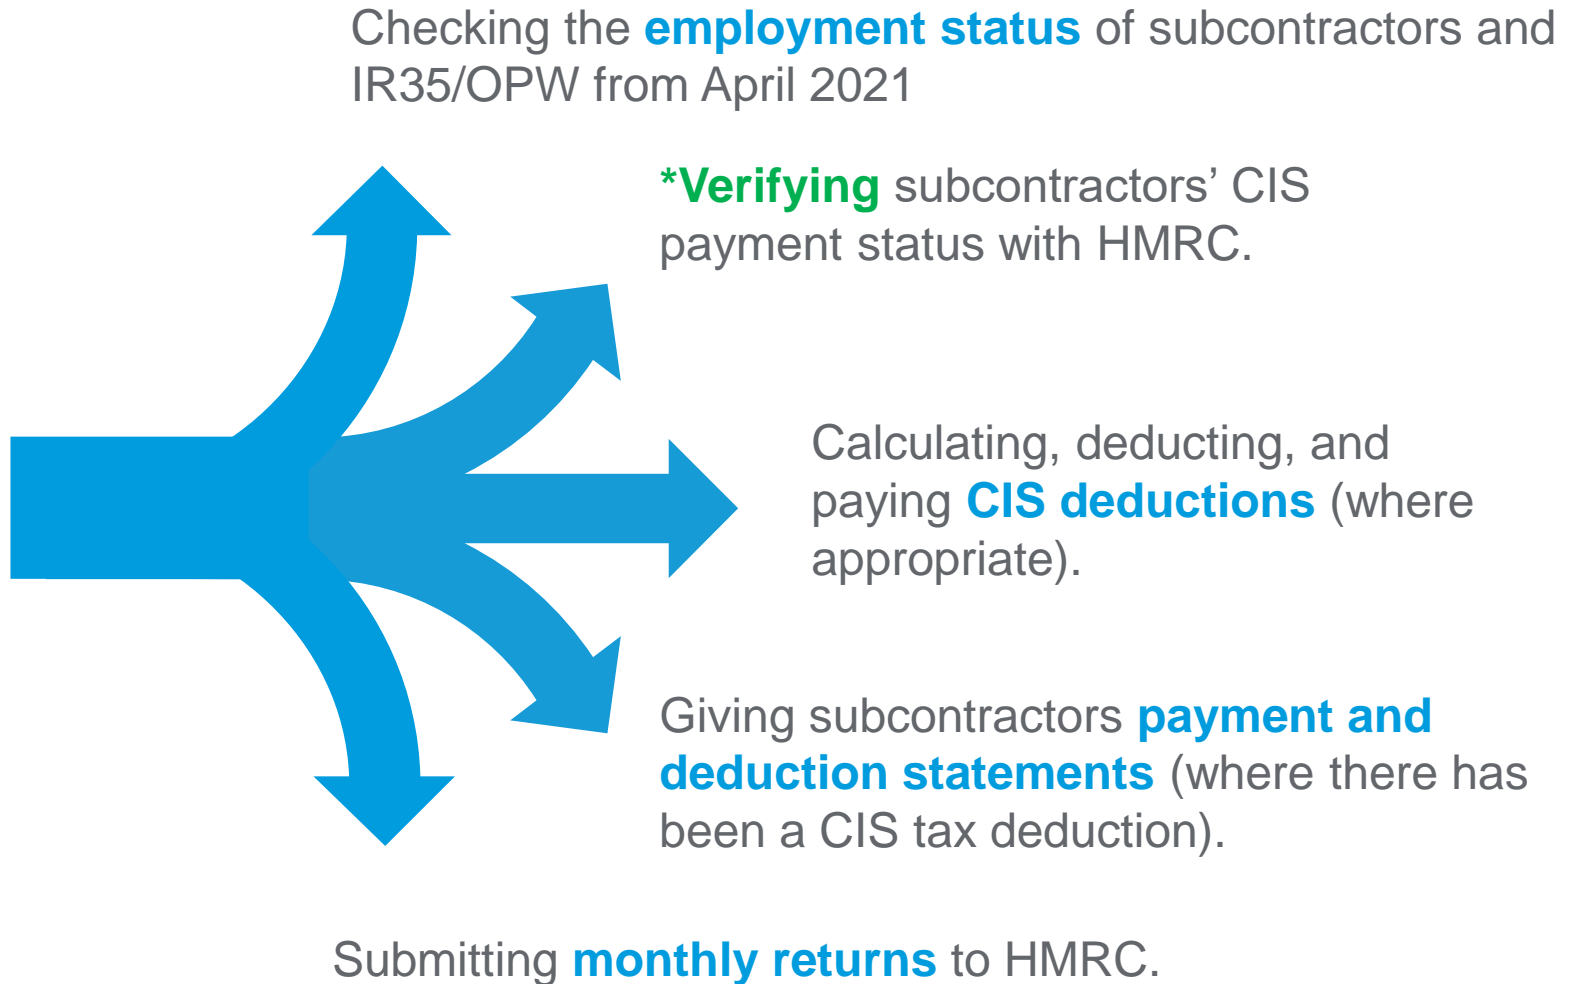 Checking the employment status of subcontractors and
IR35/OPW from April 2021
*Verifying subcontractors’ CIS
payment status with HMRC.
Calculating, deducting, and
paying CIS deductions (where
appropriate).
Giving subcontractors payment and
deduction statements (where there has
been a CIS tax deduction).
Submitting monthly returns to HMRC.